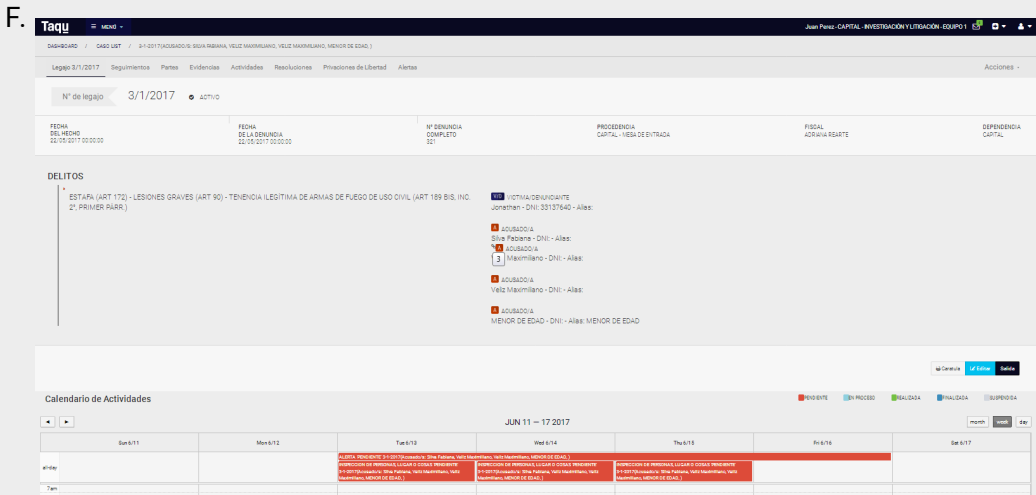 F.
Taqu ≡ MENÚ Juan Perez-CAPITAL -INVESTIGACIÓN Y LITIGACIÓN -EQUIPO 1
DASHBOARD / CASO LIST / 3-1-2017(ACUSADO/S: SILVA FABIANA, VELIZ MAXIMILIANO, VELIZ MAXIMILIANO, MENOR DE EDAD, )
Legajo 3/1/2017 Seguimientos Partes Evidencias Actividades Resoluciones Privaciones de Libertad Alertas Acciones
N° de legajo 3/1/2017 ACTIVO
FECHA DEL HECHO 22/05/2017 00:00:00
FECHA DE LA DENUNCIA 22/05/2017 00:00:00
N° DENUNCIA COMPLETO 321
PROCEDENCIA CAPITAL - MESA DE ENTRADA
FISCAL ADRIANA REARTE
DEPENDENCIA CAPITAL
DELITOS
ESTAFA (ART 172) - LESIONES GRAVES (ART 90) - TENENCIA ILEGÍTIMA DE ARMAS DE FUEGO DE USO CIVIL (ART 189 BIS, INC.
2°, PRIMER PÁRR.)
V/D VICTIMA/DENUNCIANTE
Jonathan - DNI: 33137640 - Alias:
A ACUSADO/A
Silva Fabiana - DNI: - Alias:
A ACUSADO/A
3 Maximiliano - DNI: - Alias:
A ACUSADO/A
Veliz Maximiliano - DNI: - Alias:
A ACUSADO/A
MENOR DE EDAD - DNI: - Alias: MENOR DE EDAD
Caratula Editar Salida
Calendario de Actividades PENDIENTE EN PROCESO REALIZADA FINALIZADA SUSPENDIDA
JUN 11 — 17 2017 month week day
Sun 6/11 Mon 6/12 Tue 6/13 Wed 6/14 Thu 6/15 Fri 6/16 Sat 6/17
all-day
ALERTA 'PENDIENTE' 3-1-2017(Acusado/s: Silva Fabiana, Veliz Maximiliano, Veliz Maximiliano, MENOR DE EDAD, )
INSPECCION DE PERSONAS, LUGAR O COSAS 'PENDIENTE' 3-1-2017(Acusado/s: Silva Fabiana, Veliz Maximiliano, Veliz Maximiliano, MENOR DE EDAD, )
INSPECCION DE PERSONAS, LUGAR O COSAS 'PENDIENTE' 3-1-2017(Acusado/s: Silva Fabiana, Veliz Maximiliano, Veliz Maximiliano, MENOR DE EDAD, )
INSPECCION DE PERSONAS, LUGAR O COSAS 'PENDIENTE' 3-1-2017(Acusado/s: Silva Fabiana, Veliz Maximiliano, Veliz Maximiliano, MENOR DE EDAD, )
7am